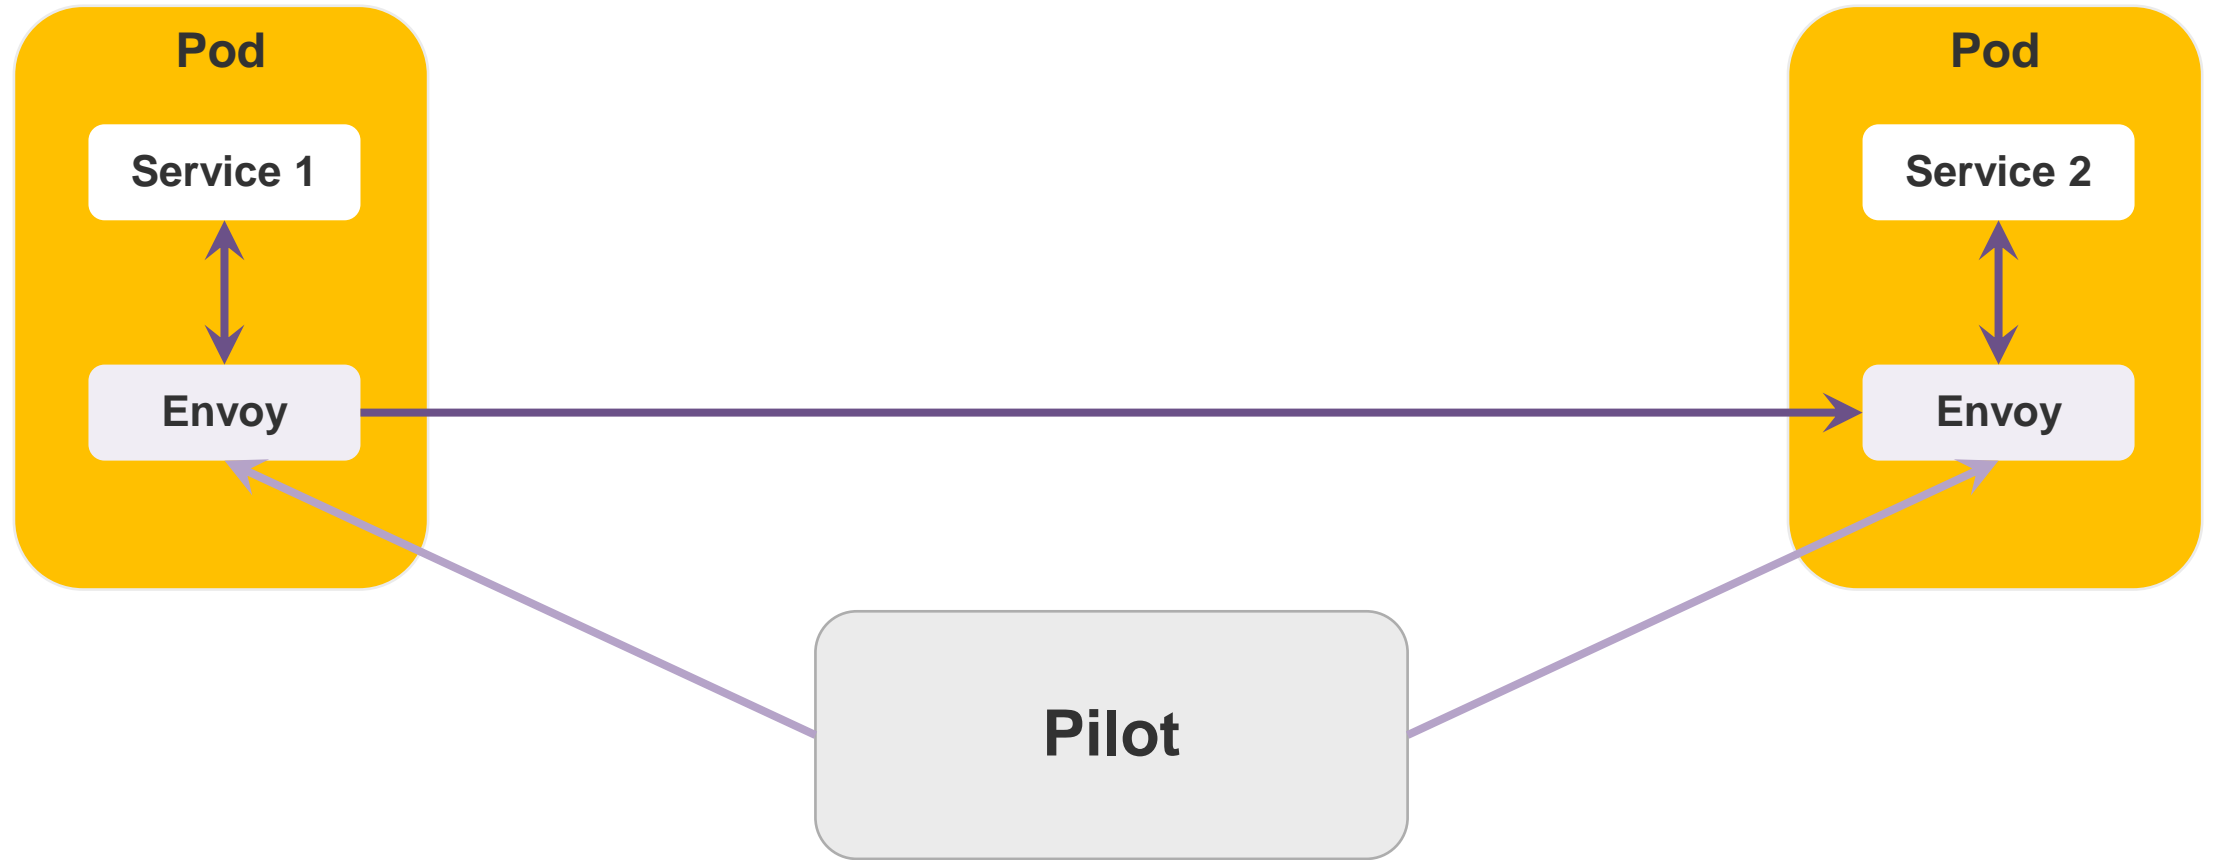 Pod
Service 1
Envoy
Pod
Service 2
Envoy
Pilot